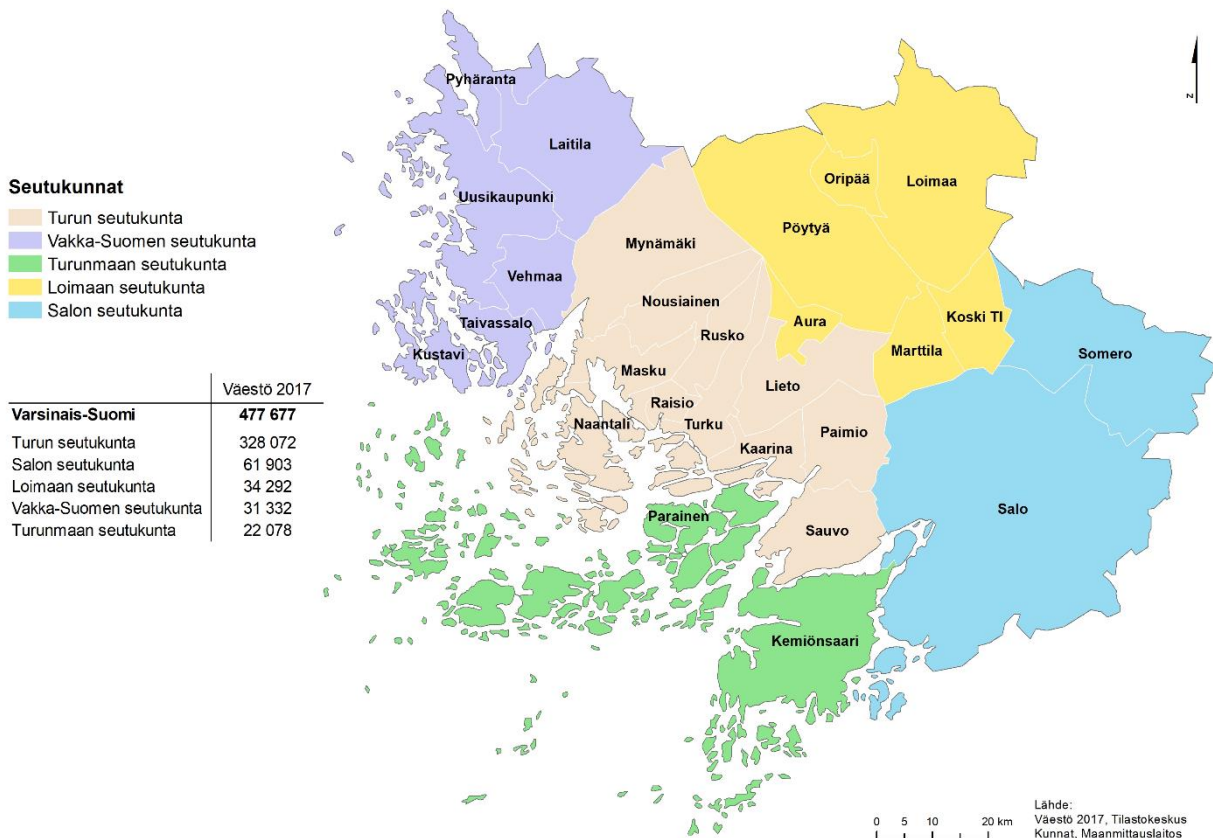 Seutukunnat
Turun seutukunta
Vakka-Suomen seutukunta
Turunmaan seutukunta
Loimaan seutukunta
Salon seutukunta
Väestö 2017
Varsinais-Suomi 477 677
Turun seutukunta 328 072
Salon seutukunta 61 903
Loimaan seutukunta 34 292
Vakka-Suomen seutukunta 31 332
Turunmaan seutukunta 22 078
Pyhäranta
Laitila
Uusikaupunki
Vehmaa
Taivassalo
Kustavi
Mynämäki
Nousiainen
Rusko
Masku
Lieto
Raisio
Naantali
Turku
Kaarina
Paimio
Sauvo
Oripää
Loimaa
Pöytyä
Aura
Koski Tl
Marttila
Somero
Salo
Parainen
Kemiönsaari
N
0 5 10 20 km
Lähde:
Väestö 2017, Tilastokeskus
Kunnat, Maanmittauslaitos